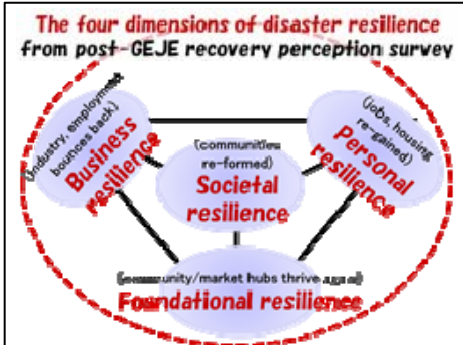 The four dimensions of disaster resilience
from post-GEJE recovery perception survey
(Industry, employment
bounces back)
Business
resilience
(communities
re-formed)
Societal
resilience
(jobs, housing
re-gained)
Personal
resilience
(community/market hubs thrive again)
Foundational resilience